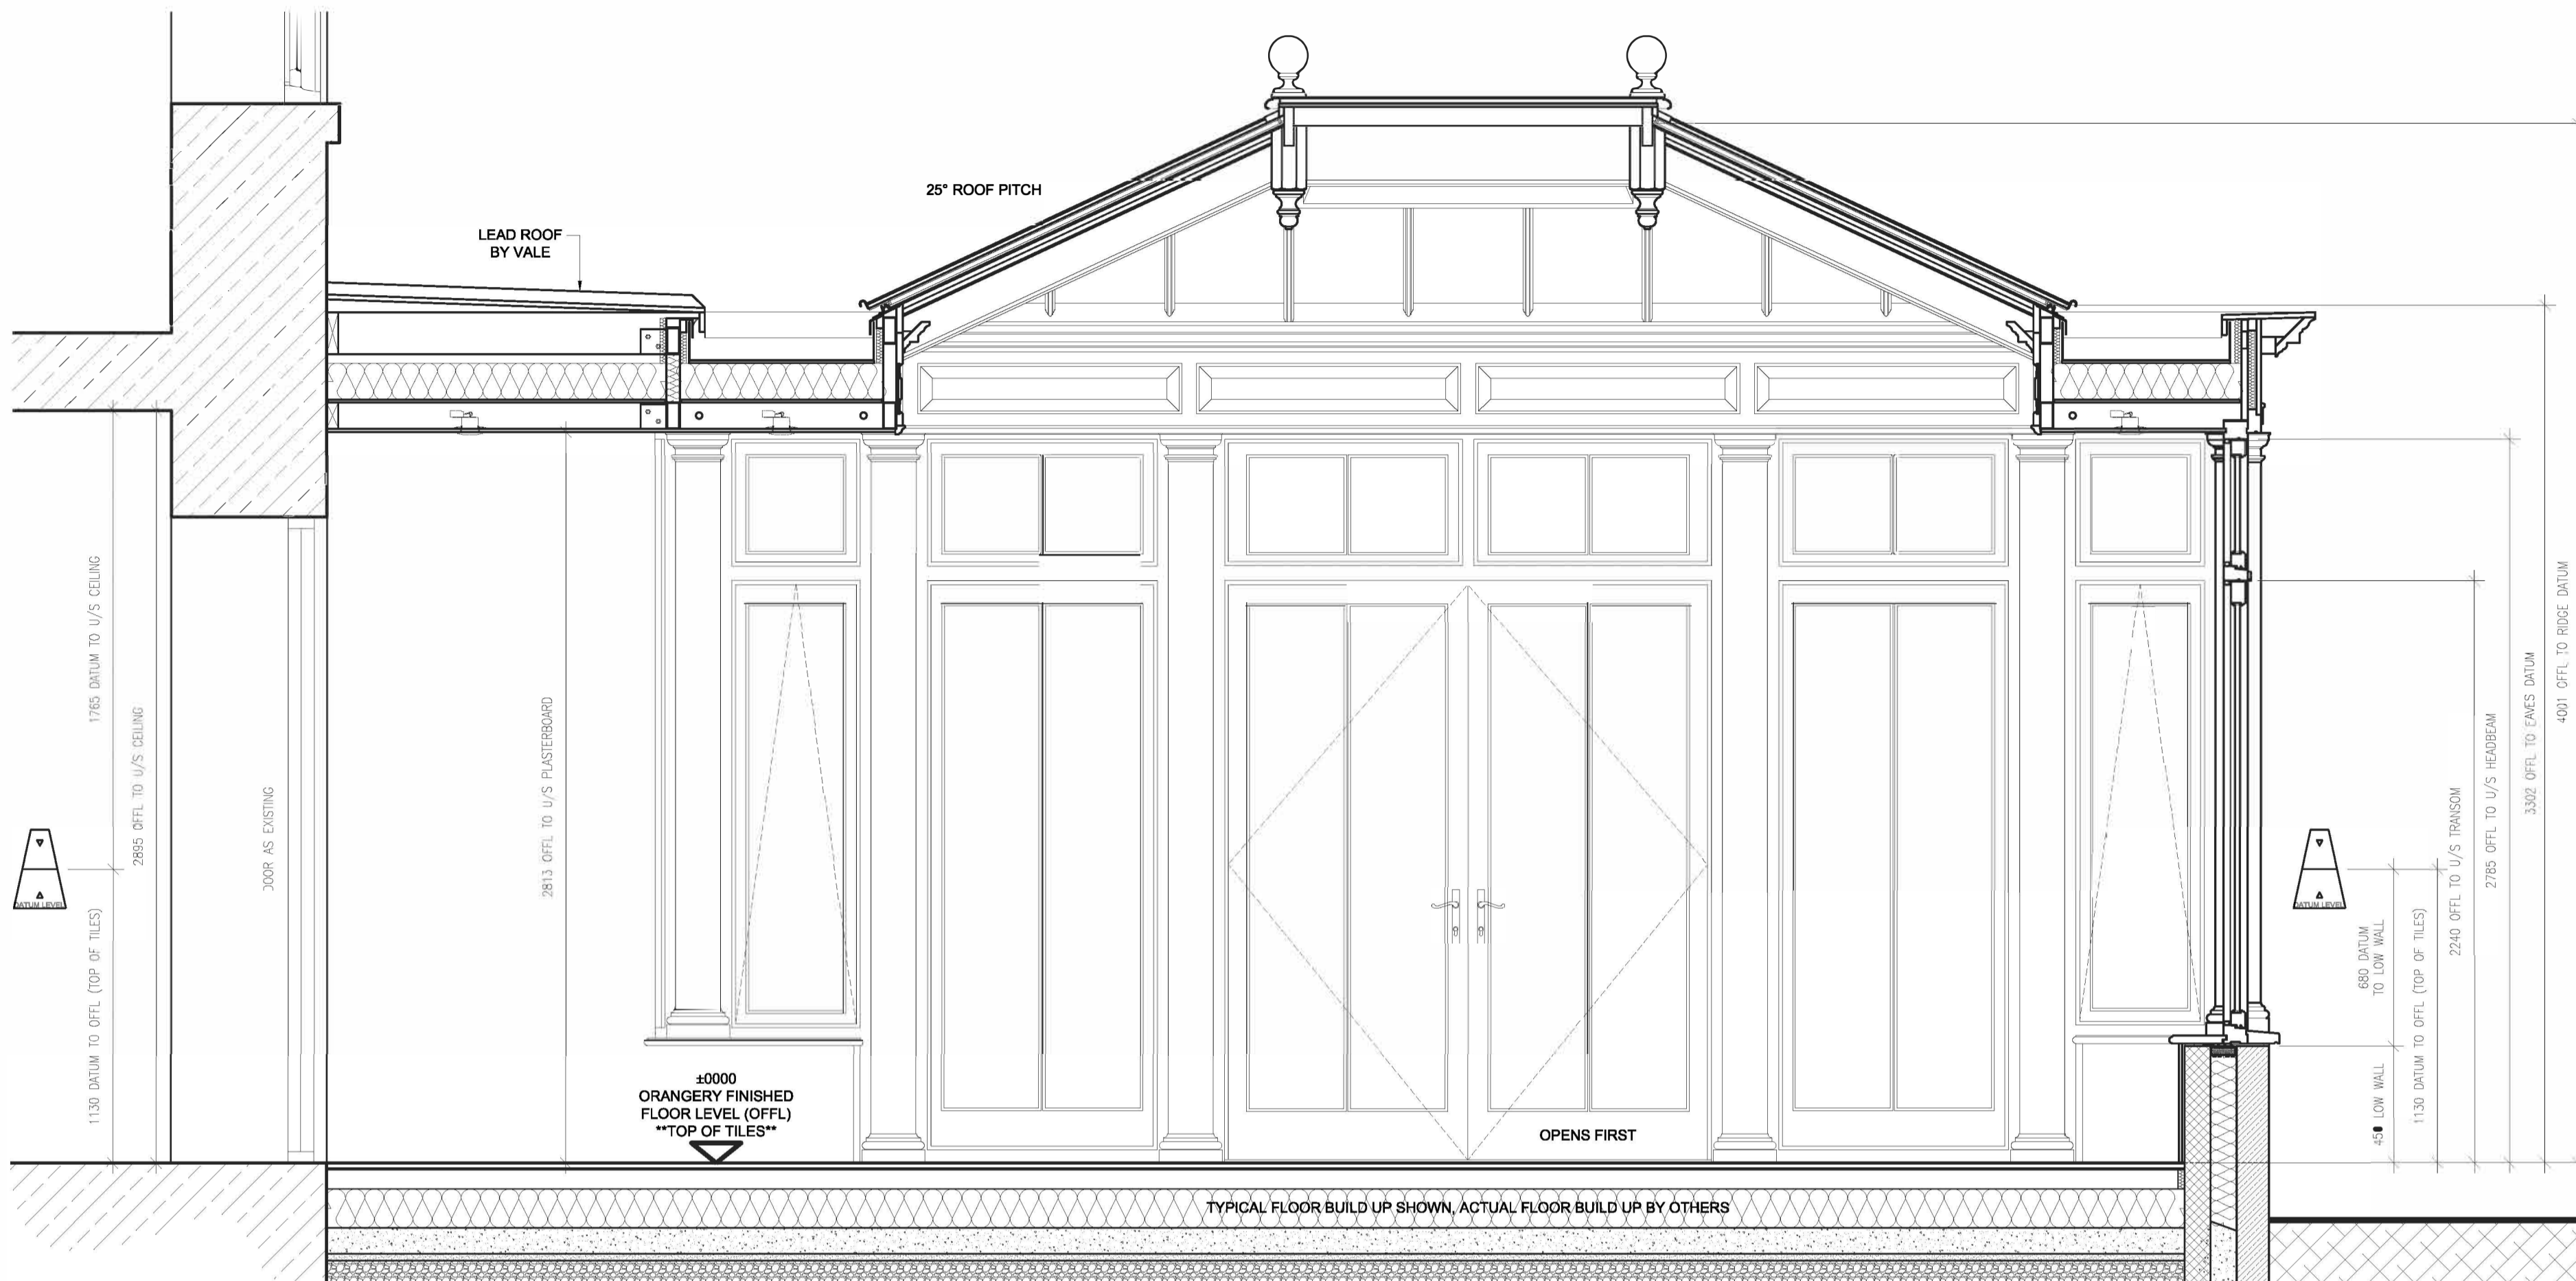 25° ROOF PITCH
LEAD ROOF
BY VALE
1765 DATUM TO U/S CEILING
2895 OFFL TO U/S CEILING
1130 DATUM TO OFFL (TOP OF TILES)
DATUM LEVEL
DOOR AS EXISTING
2813 OFFL TO U/S PLASTERBOARD
±0000
ORANGERY FINISHED
FLOOR LEVEL (OFFL)
**TOP OF TILES**
OPENS FIRST
TYPICAL FLOOR BUILD UP SHOWN, ACTUAL FLOOR BUILD UP BY OTHERS
DATUM LEVEL
680 DATUM
TO LOW WALL
450 LOW WALL
1130 DATUM TO OFFL (TOP OF TILES)
2240 OFFL TO U/S TRANSOM
2785 OFFL TO U/S HEADBEAM
3302 OFFL TO EAVES DATUM
4001 OFFL TO RIDGE DATUM